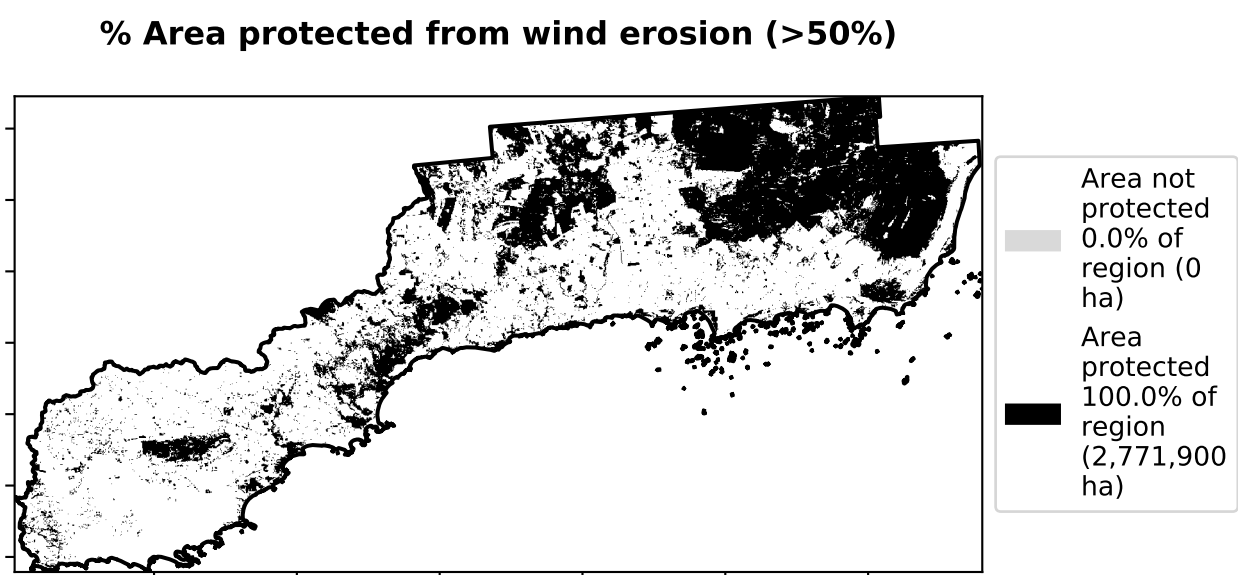 % Area protected from wind erosion (>50%)
Area not
protected
0.0% of
region (0
ha)
Area
protected
100.0% of
region
(2,771,900
ha)